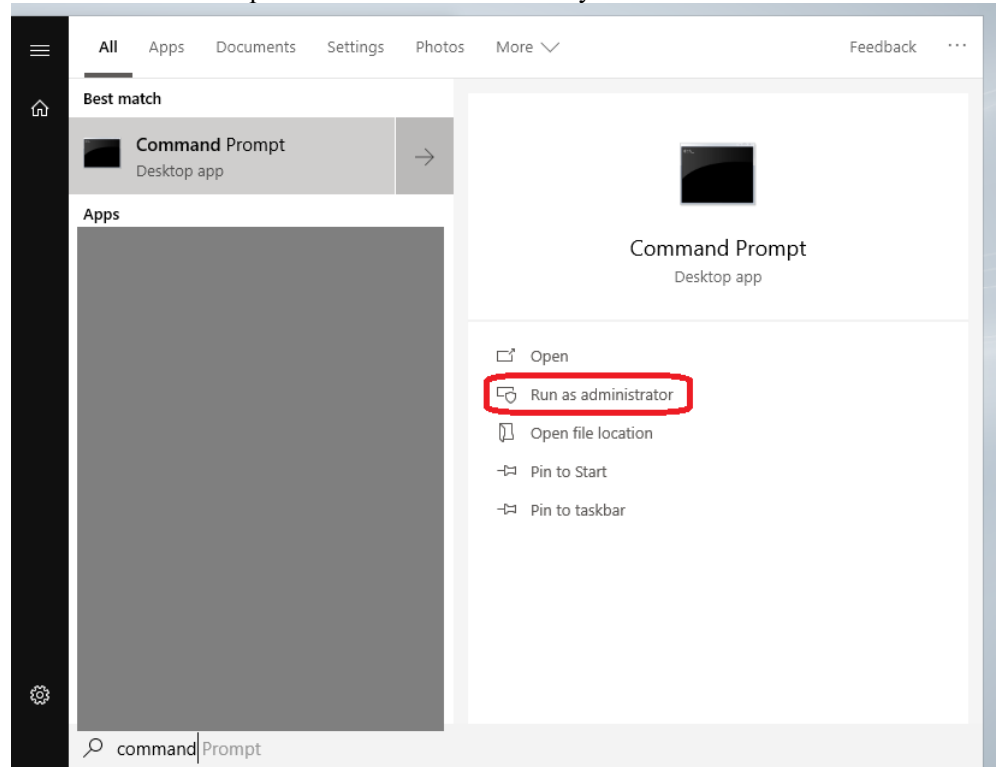 All Apps Documents Settings Photos More Feedback ...
Best match
Command Prompt
Desktop app
Apps
Command Prompt
Desktop app
Open
Run as administrator
Open file location
Pin to Start
Pin to taskbar
command Prompt